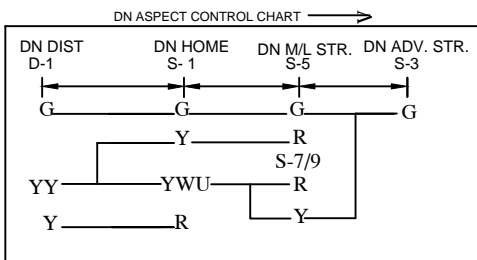 DN ASPECT CONTROL CHART
DN DIST DN HOME DN M/L STR. DN ADV. STR.
D-1 S- 1 S-5 S-3
G G G G
Y R
S-7/9
YY YWU R
Y
Y R